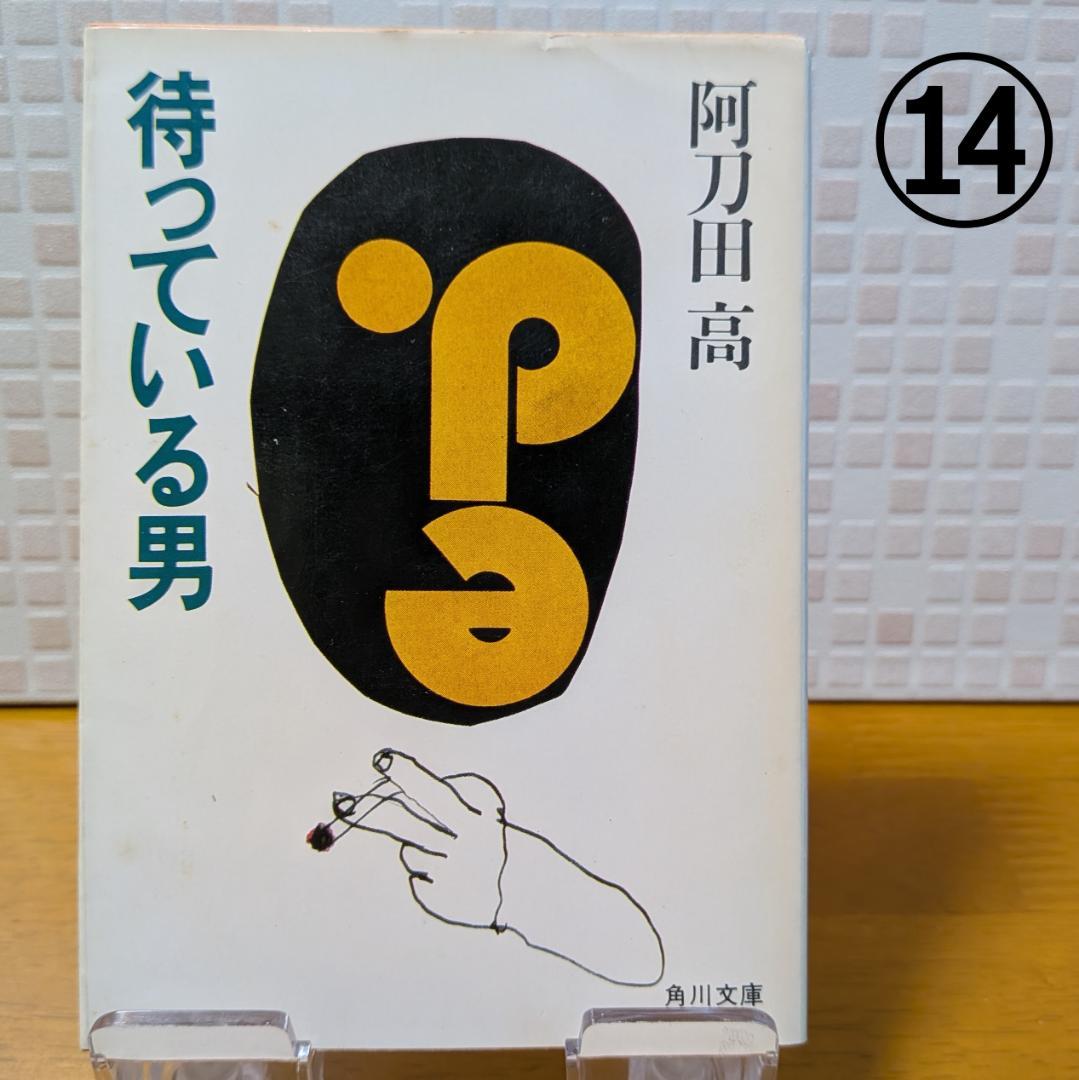 待っている男
阿刀田 高
角川文庫
⑭